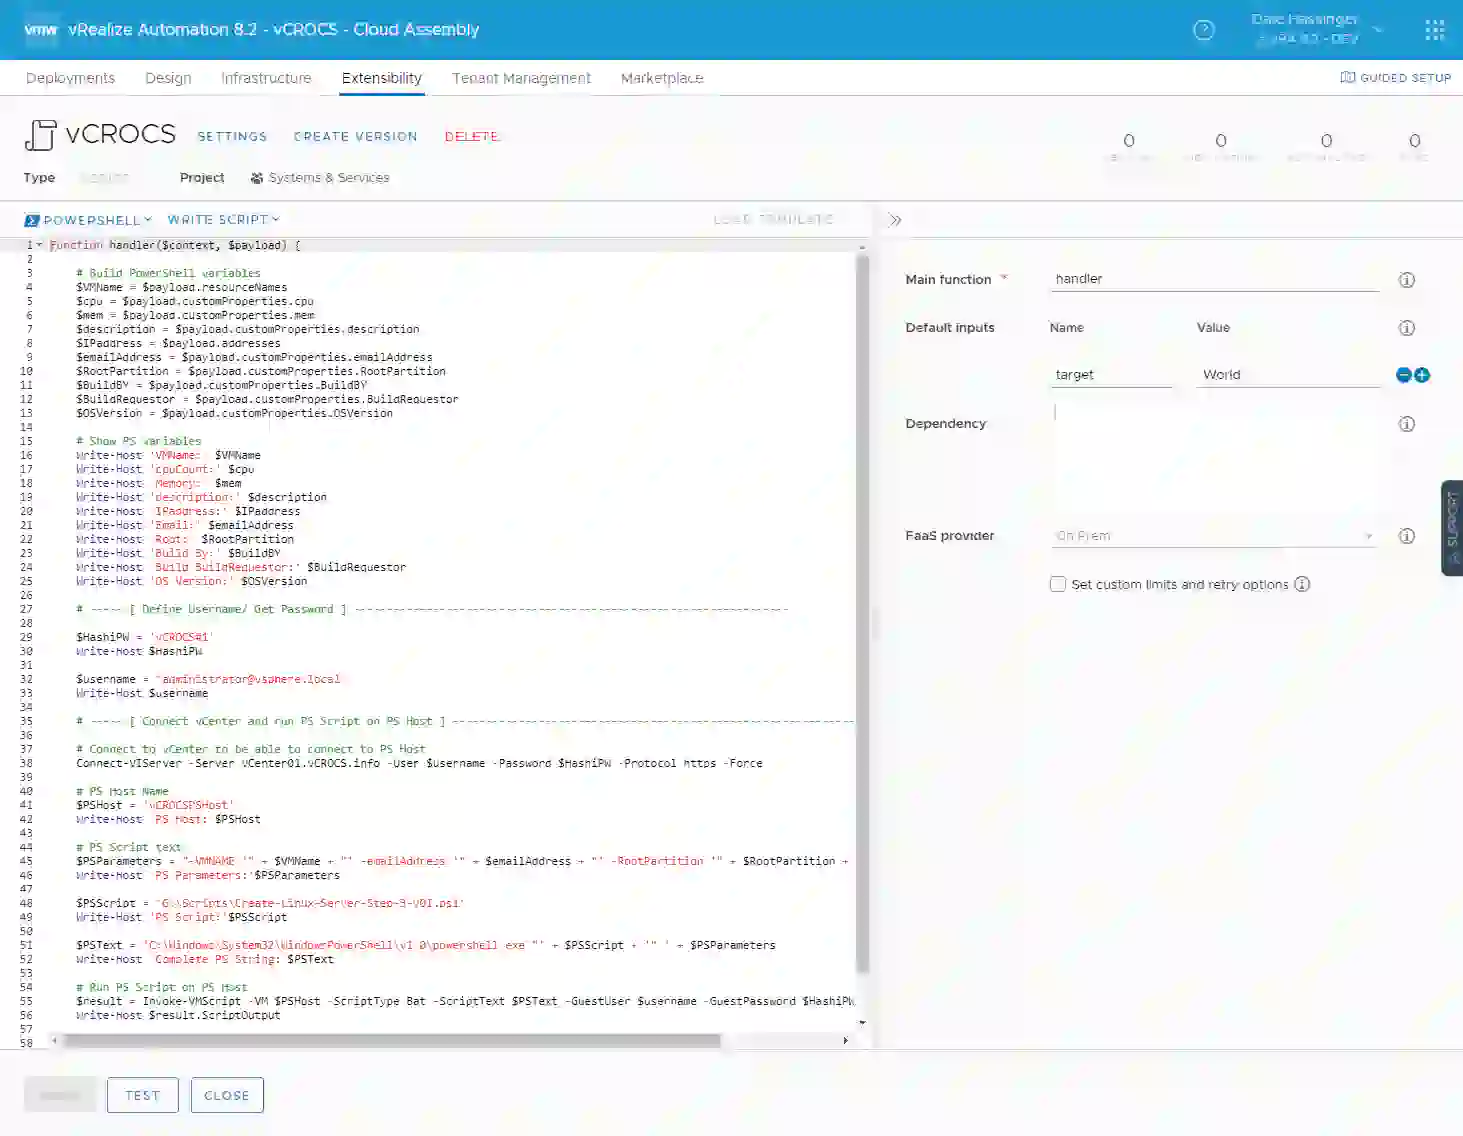 vmw vRealize Automation 8.2 - vCROCS - Cloud Assembly
Dale Hassinger
Deployments Design Infrastructure Extensibility Tenant Management Marketplace
GUIDED SETUP
vCROCS SETTINGS CREATE VERSION DELETE
0 0 0 0
Type Project Systems & Services
POWERSHELL WRITE SCRIPT LOAD TEMPLATE
1 Function handler($context, $payload) {
2
3 # Build PowerShell variables
4 $VMName = $payload.resourceNames
5 $cpu = $payload.customProperties.cpu
6 $mem = $payload.customProperties.mem
7 $description = $payload.customProperties.description
8 $IPaddress = $payload.addresses
9 $emailAddress = $payload.customProperties.emailAddress
10 $RootPartition = $payload.customProperties.RootPartition
11 $BuildBY = $payload.customProperties.BuildBY
12 $BuildRequestor = $payload.customProperties.BuildRequestor
13 $OSVersion = $payload.customProperties.OSVersion
14
15 # Show PS variables
16 Write-Host 'VMName:' $VMName
17 Write-Host 'cpuCount:' $cpu
18 Write-Host 'Memory:' $mem
19 Write-Host 'description:' $description
20 Write-Host 'IPaddress:' $IPaddress
21 Write-Host 'Email:' $emailAddress
22 Write-Host 'Root:' $RootPartition
23 Write-Host 'Build By:' $BuildBY
24 Write-Host 'Build BuildRequestor:' $BuildRequestor
25 Write-Host 'OS Version:' $OSVersion
26
27 # ----- [ Define Username/ Get Password ] -----------------------------------------------------------------
28
29 $HashiPW = 'vCROCS#1'
30 Write-Host $HashiPW
31
32 $username = 'administrator@vsphere.local'
33 Write-Host $username
34
35 # ----- [ Connect vCenter and run PS Script on PS Host ] -------------------------------------------------------------
36
37 # Connect to vCenter to be able to connect to PS Host
38 Connect-VIServer -Server vCenter01.vCROCS.info -User $username -Password $HashiPW -Protocol https -Force
39
40 # PS Host Name
41 $PSHost = 'vCROCSPSHost'
42 Write-Host 'PS Host:' $PSHost
43
44 # PS Script text
45 $PSParameters = "-VMNAME '" + $VMName + "' -emailAddress '" + $emailAddress + "' -RootPartition '" + $RootPartition +
46 Write-Host 'PS Parameters:'$PSParameters
47
48 $PSScript = 'G:\Scripts\Create-Linux-Server-Step-3-V01.ps1'
49 Write-Host 'PS Script:'$PSScript
50
51 $PSText = 'C:\Windows\System32\WindowsPowerShell\v1.0\powershell.exe "' + $PSScript + '" ' + $PSParameters
52 Write-Host 'Complete PS String:' $PSText
53
54 # Run PS Script on PS Host
55 $result = Invoke-VMScript -VM $PSHost -ScriptType Bat -ScriptText $PSText -GuestUser $username -GuestPassword $HashiPW
56 Write-Host $result.ScriptOutput
57
58
Main function * handler
Default inputs Name Value
target World
Dependency
FaaS provider On Prem
Set custom limits and retry options
SUPPORT
TEST CLOSE